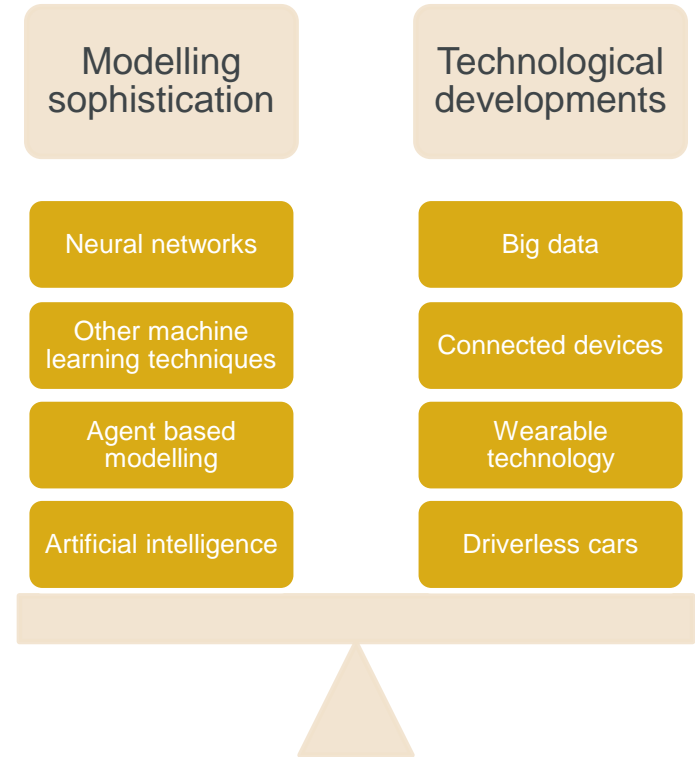 Modelling
sophistication
Technological
developments
Neural networks
Big data
Other machine
learning techniques
Connected devices
Agent based
modelling
Wearable
technology
Artificial intelligence
Driverless cars